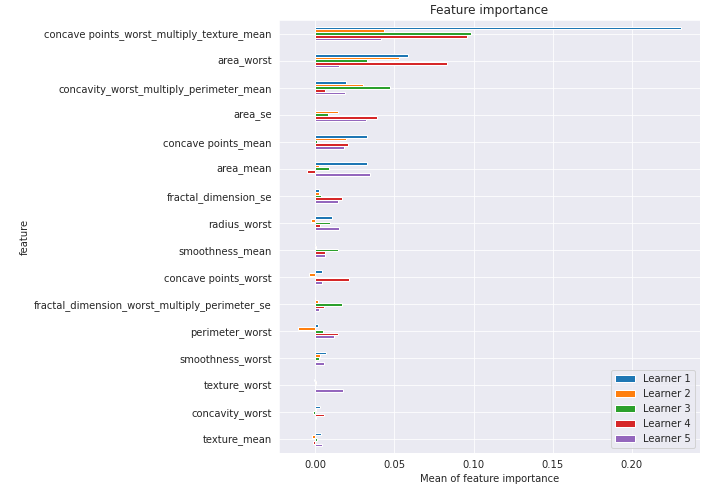 Feature importance
concave points_worst_multiply_texture_mean
area_worst
concavity_worst_multiply_perimeter_mean
area_se
concave points_mean
area_mean
fractal_dimension_se
radius_worst
smoothness_mean
concave points_worst
fractal_dimension_worst_multiply_perimeter_se
perimeter_worst
smoothness_worst
texture_worst
concavity_worst
texture_mean
feature
Learner 1
Learner 2
Learner 3
Learner 4
Learner 5
0.00 0.05 0.10 0.15 0.20
Mean of feature importance